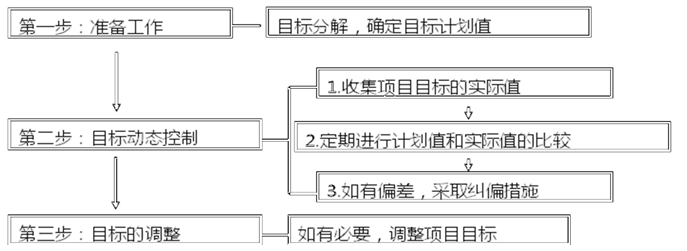 第一步：准备工作
目标分解，确定目标计划值
1.收集项目目标的实际值
第二步：目标动态控制
2.定期进行计划值和实际值的比较
3.如有偏差，采取纠偏措施
第三步：目标的调整
如有必要，调整项目目标